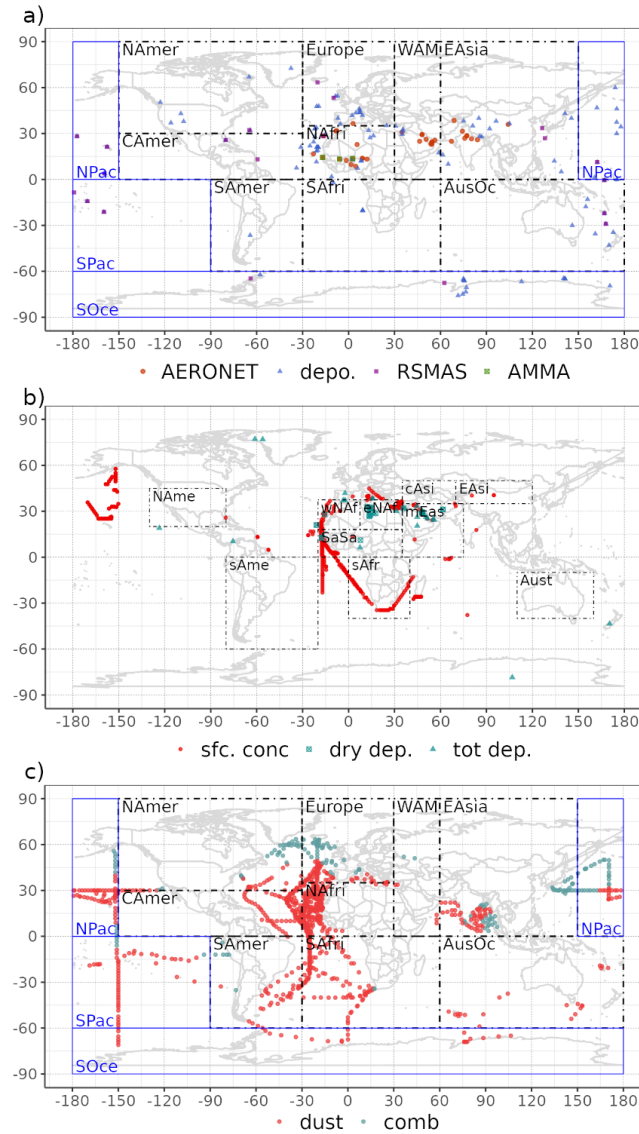 a)
NAmer Europe WAM EAsia
CAmer NAfri
NPac NPac
SAmer SAfri AusOc
SPac
SOce
90
60
30
0
-30
-60
-90
-180 -150 -120 -90 -60 -30 0 30 60 90 120 150 180
AERONET depo. RSMAS AMMA
b)
NAme cAsi EAsi
wNAf eNAf
SaSa
sAme sAfr
Aust
90
60
30
0
-30
-60
-90
-180 -150 -120 -90 -60 -30 0 30 60 90 120 150 180
sfc. conc dry dep. tot dep.
c)
NAmer Europe WAM EAsia
CAmer NAfri
NPac NPac
SAmer SAfri AusOc
SPac
SOce
90
60
30
0
-30
-60
-90
-180 -150 -120 -90 -60 -30 0 30 60 90 120 150 180
dust comb